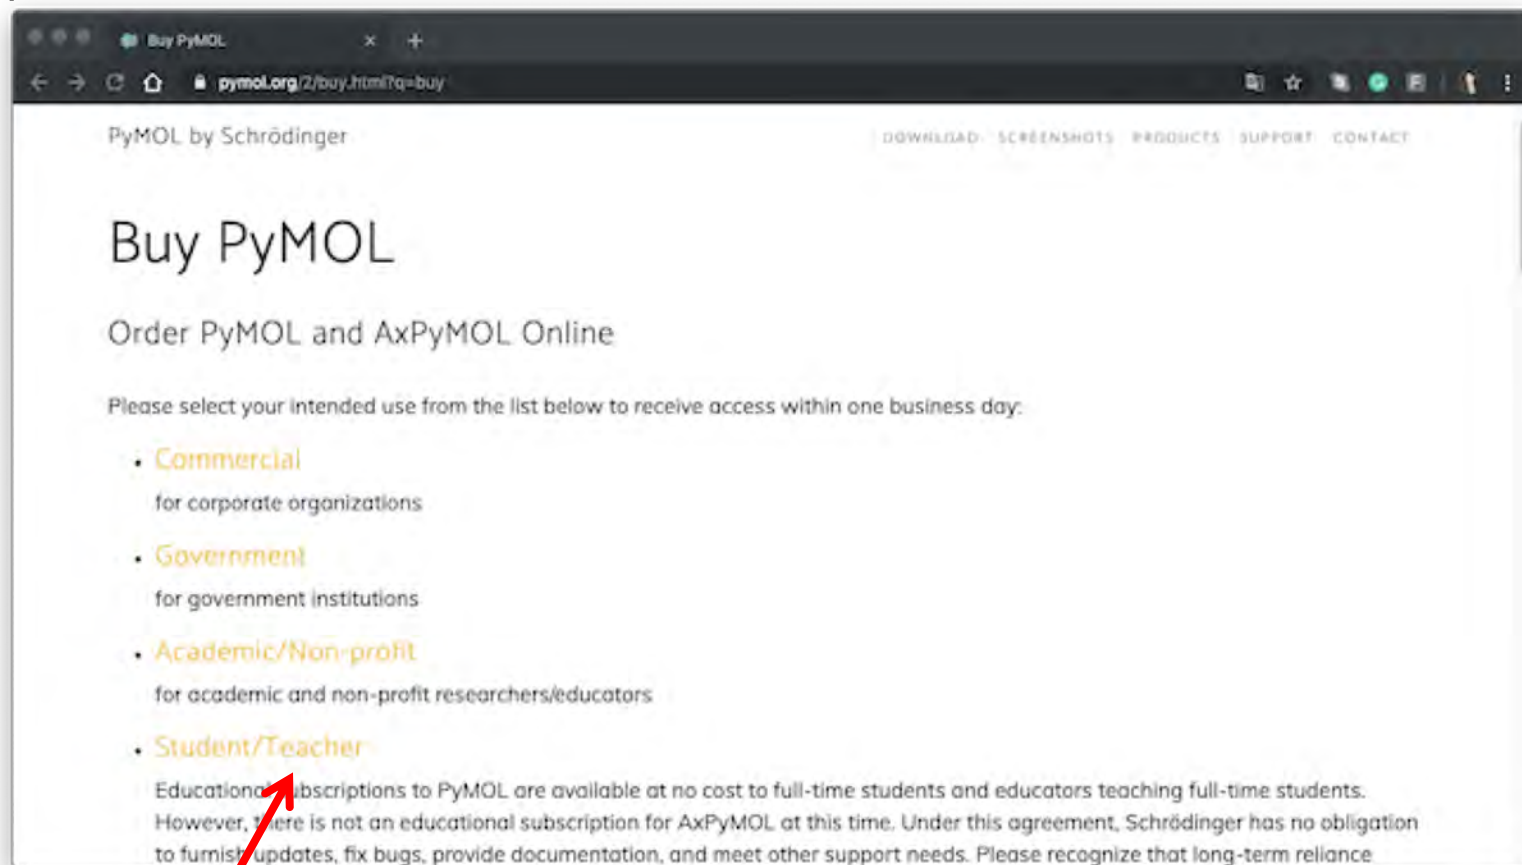 Buy PyMOL
pymol.org/2/buy.html?q=buy
PyMOL by Schrödinger
DOWNLOAD SCREENSHOTS PRODUCTS SUPPORT CONTACT
Buy PyMOL
Order PyMOL and AxPyMOL Online
Please select your intended use from the list below to receive access within one business day:
Commercial
for corporate organizations
Government
for government institutions
Academic/Non-profit
for academic and non-profit researchers/educators
Student/Teacher
Educational subscriptions to PyMOL are available at no cost to full-time students and educators teaching full-time students.
However, there is not an educational subscription for AxPyMOL at this time. Under this agreement, Schrödinger has no obligation
to furnish updates, fix bugs, provide documentation, and meet other support needs. Please recognize that long-term reliance